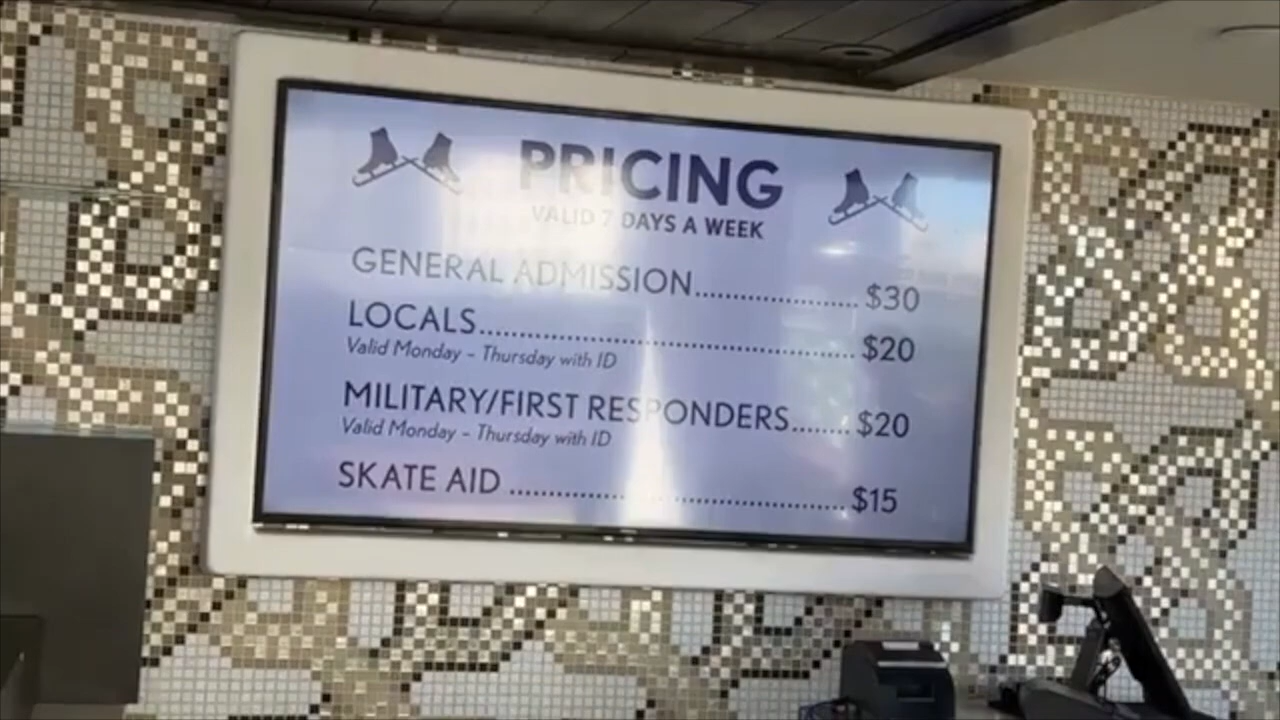 PRICING
VALID 7 DAYS A WEEK
GENERAL ADMISSION.......................$30
LOCALS.....................................................$20
Valid Monday - Thursday with ID
MILITARY/FIRST RESPONDERS........$20
Valid Monday - Thursday with ID
SKATE AID ................................................$15